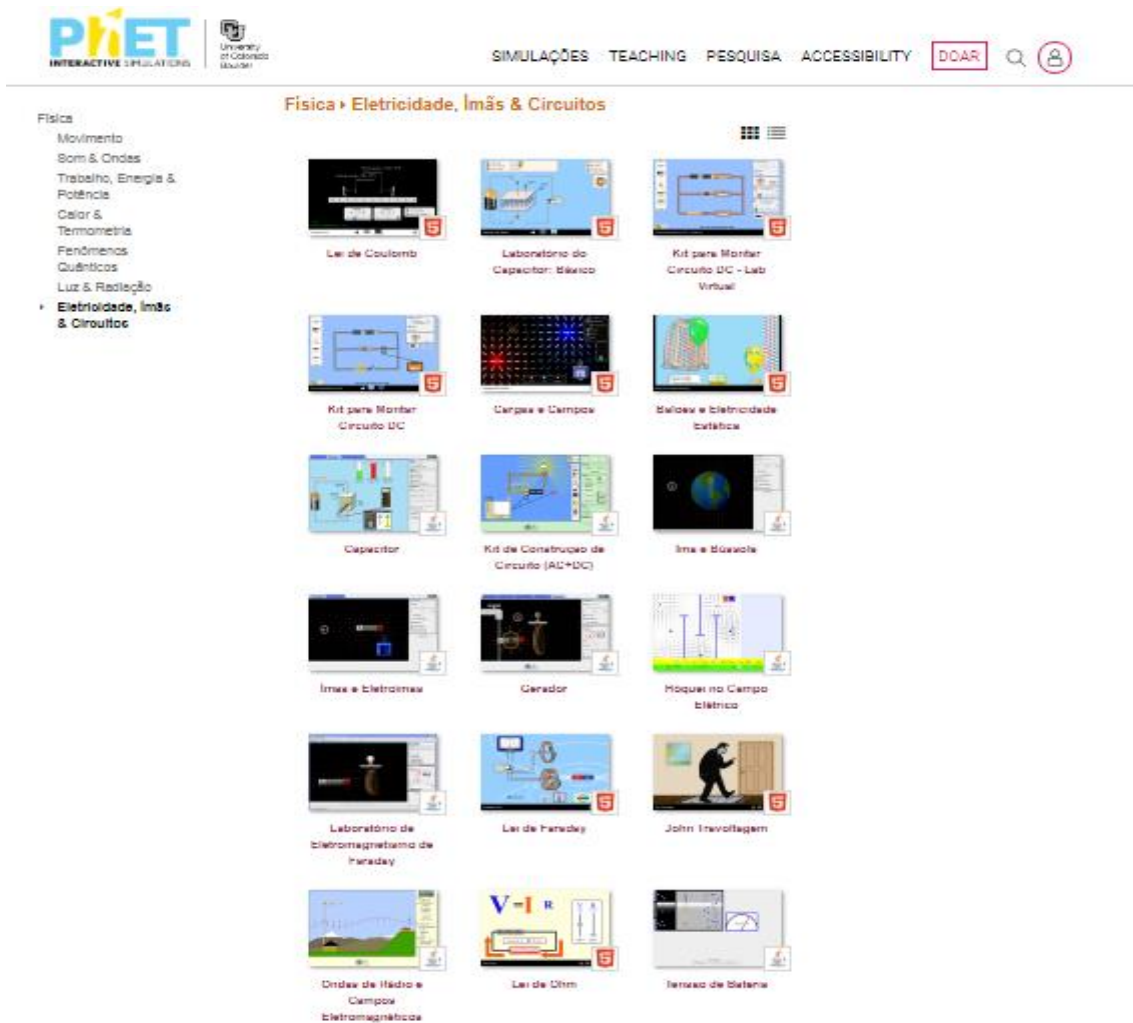 PhET
INTERACTIVE SIMULATIONS
University
of Colorado
Boulder
SIMULAÇÕES TEACHING PESQUISA ACCESSIBILITY DOAR
Física
Movimento
Som & Ondas
Trabalho, Energia &
Potência
Calor &
Termometria
Fenômenos
Quânticos
Luz & Radiação
Eletricidade, Ímãs
& Circuitos
Física › Eletricidade, Ímãs & Circuitos
Lei de Coulomb
Laboratório do
Capacitor: Básico
Kit para Montar
Circuito DC - Lab
Virtual
Kit para Montar
Circuito DC
Cargas e Campos
Balões e Eletricidade
Estática
Capacitor
Kit de Construção de
Circuito (AC+DC)
Ímã e Bússola
Ímãs e Eletroímãs
Gerador
Hóquei no Campo
Elétrico
Laboratório de
Eletromagnetismo de
Faraday
Lei de Faraday
John Travoltagem
V=I R
Ondas de Rádio e
Campos
Eletromagnéticos
Lei de Ohm
Tensão de Bateria